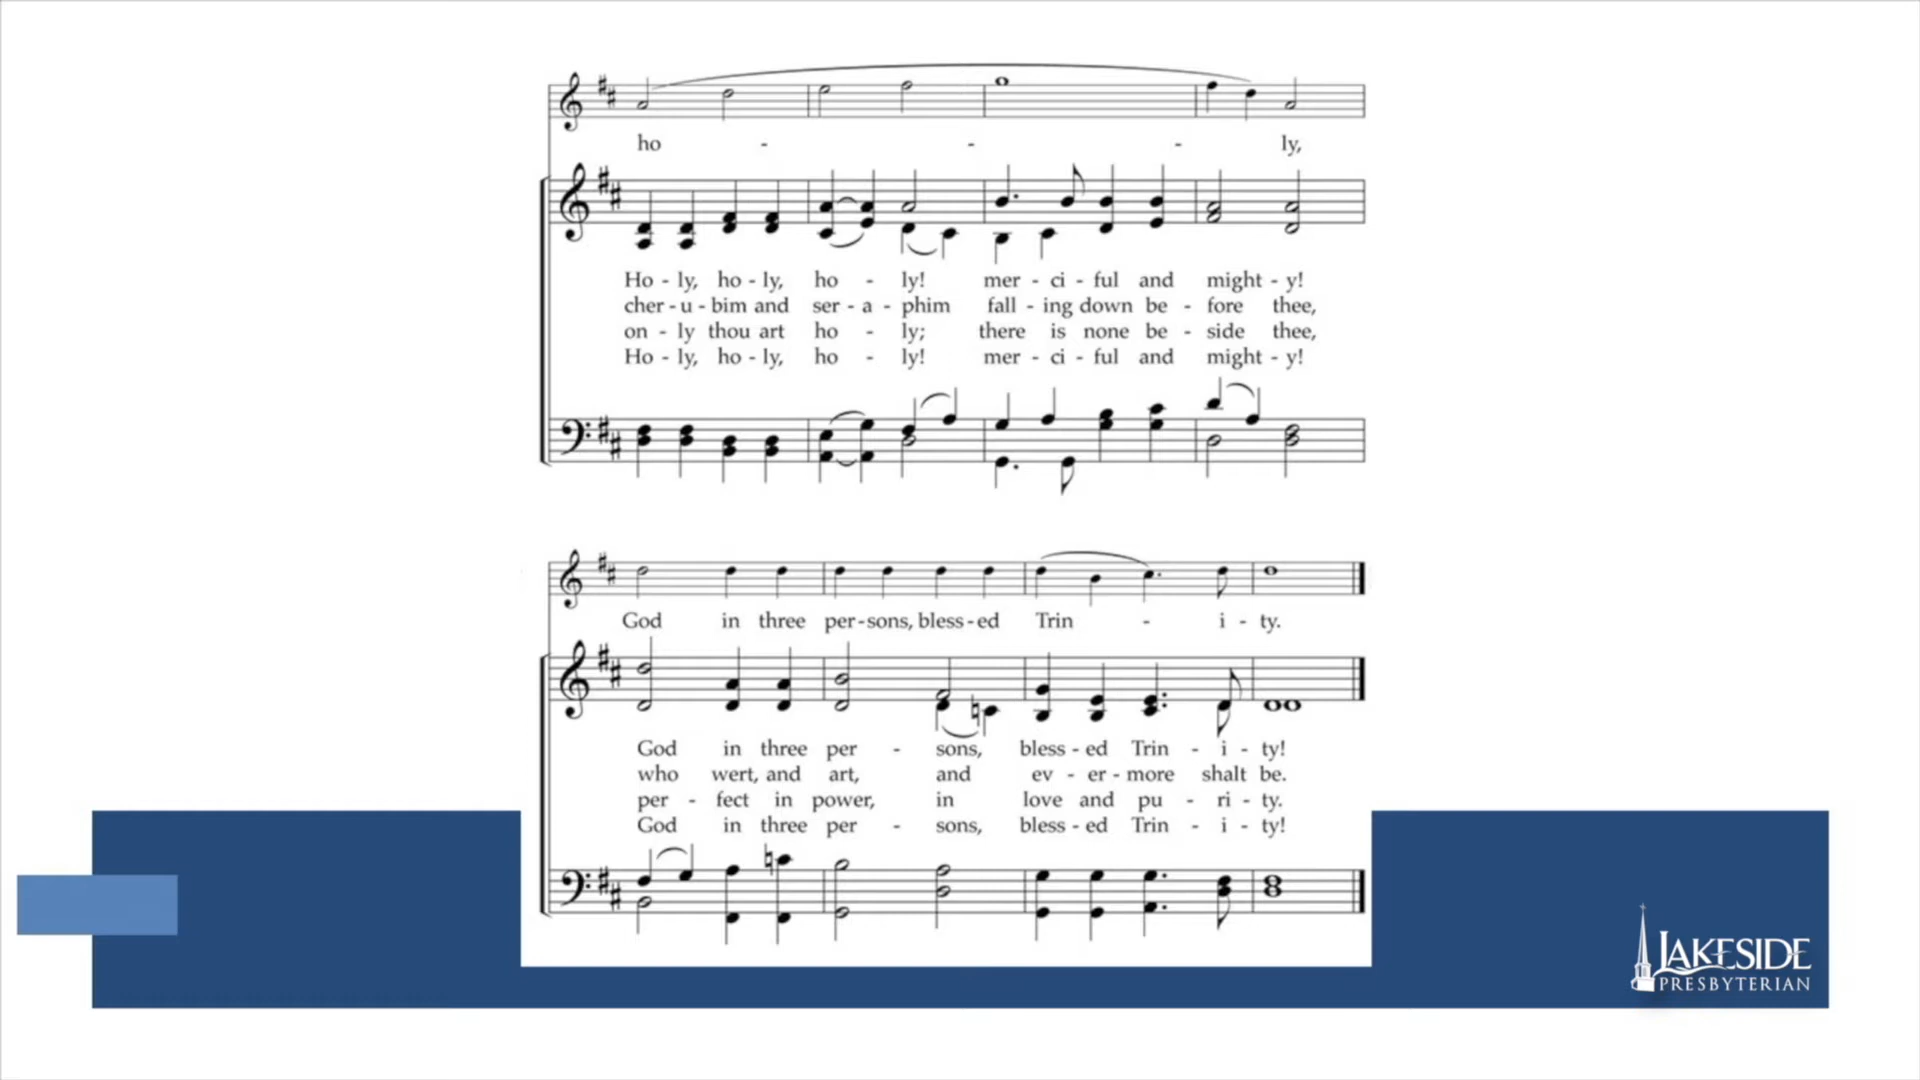 ho - - - ly,
Ho - ly, ho - ly, ho - ly! mer - ci - ful and might - y!
cher - u - bim and ser - a - phim fall - ing down be - fore thee,
on - ly thou art ho - ly; there is none be - side thee,
Ho - ly, ho - ly, ho - ly! mer - ci - ful and might - y!
God in three per - sons, bless - ed Trin - i - ty.
God in three per - sons, bless - ed Trin - i - ty!
who wert, and art, and ev - er - more shalt be.
per - fect in power, in love and pu - ri - ty.
God in three per - sons, bless - ed Trin - i - ty!
LAKESIDE
PRESBYTERIAN